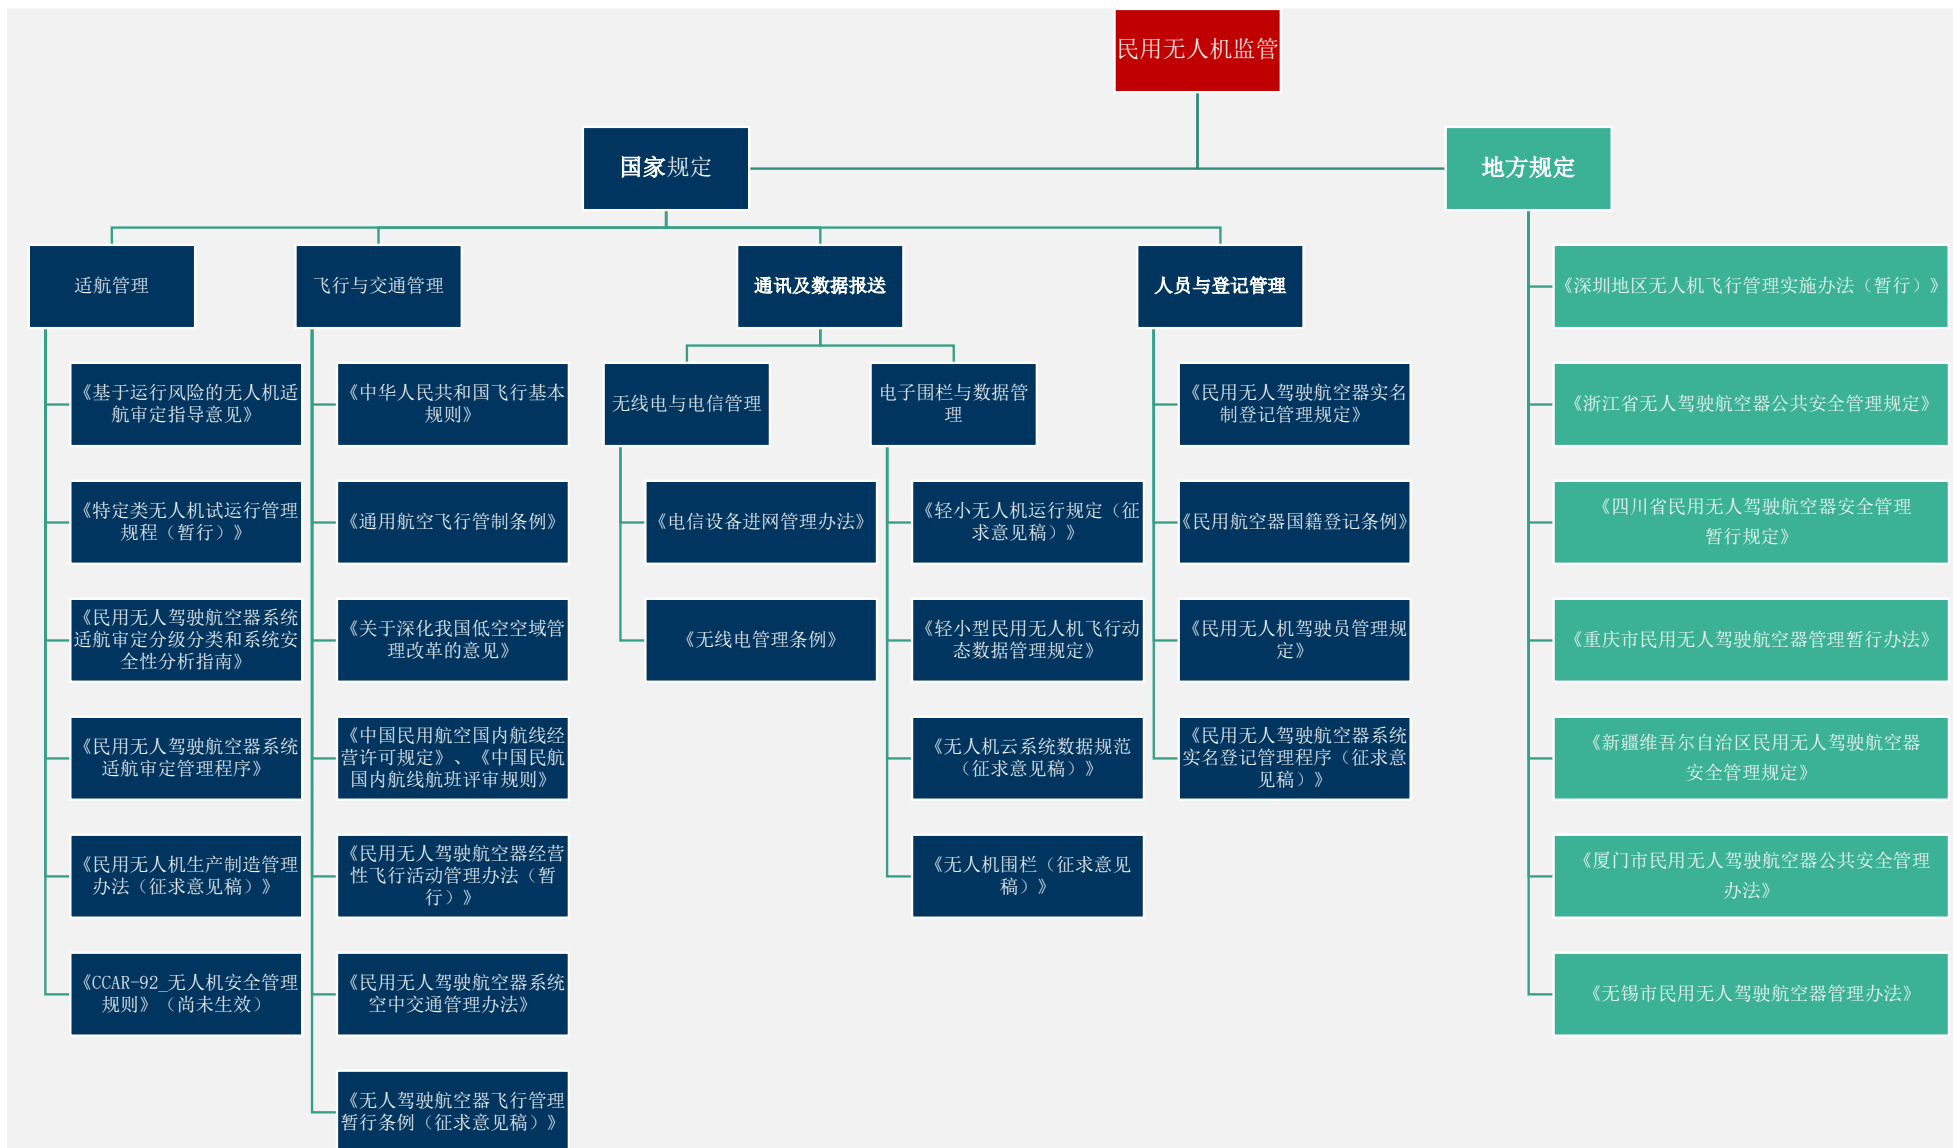 民用无人机监管
国家规定
地方规定
适航管理
《基于运行风险的无人机适
航审定指导意见》
《特定类无人机试运行管理
规程（暂行）》
《民用无人驾驶航空器系统
适航审定分级分类和系统安
全性分析指南》
《民用无人驾驶航空器系统
适航审定管理程序》
《民用无人机生产制造管理
办法（征求意见稿）》
《CCAR-92_无人机安全管理
规则》（尚未生效）
飞行与交通管理
《中华人民共和国飞行基本
规则》
《通用航空飞行管制条例》
《关于深化我国低空空域管
理改革的意见》
《中国民用航空国内航线经
营许可规定》、《中国民航
国内航线航班评审规则》
《民用无人驾驶航空器经营
性飞行活动管理办法（暂
行）》
《民用无人驾驶航空器系统
空中交通管理办法》
《无人驾驶航空器飞行管理
暂行条例（征求意见稿）》
通讯及数据报送
无线电与电信管理
《电信设备进网管理办法》
《无线电管理条例》
电子围栏与数据管
理
《轻小无人机运行规定（征
求意见稿）》
《轻小型民用无人机飞行动
态数据管理规定》
《无人机云系统数据规范
（征求意见稿）》
《无人机围栏（征求意见
稿）》
人员与登记管理
《民用无人驾驶航空器实名
制登记管理规定》
《民用航空器国籍登记条例》
《民用无人机驾驶员管理规
定》
《民用无人驾驶航空器系统
实名登记管理程序（征求意
见稿）》
《深圳地区无人机飞行管理实施办法（暂行）》
《浙江省无人驾驶航空器公共安全管理规定》
《四川省民用无人驾驶航空器安全管理
暂行规定》
《重庆市民用无人驾驶航空器管理暂行办法》
《新疆维吾尔自治区民用无人驾驶航空器
安全管理规定》
《厦门市民用无人驾驶航空器公共安全管理
办法》
《无锡市民用无人驾驶航空器管理办法》